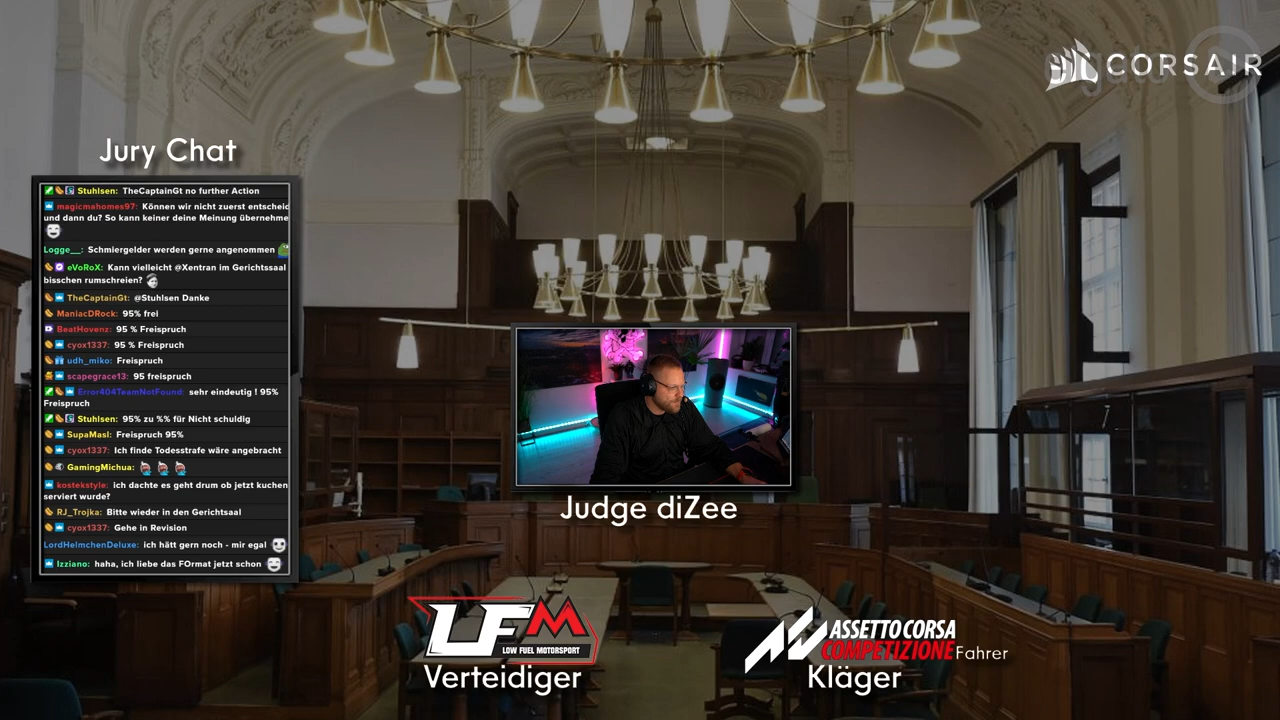 CORSAIR
Jury Chat
Stuhlsen: TheCaptainGt no further Action
magicmahomes97: Können wir nicht zuerst entscheid
und dann du? So kann keiner deine Meinung übernehme
Logge__: Schmiergelder werden gerne angenommen
eVoRoX: Kann vielleicht @Xentran im Gerichtssaal
bisschen rumschreien?
TheCaptainGt: @Stuhlsen Danke
ManiacDRock: 95% frei
BeatHovenz: 95 % Freispruch
cyox1337: 95 % Freispruch
udh_miko: Freispruch
scapegrace13: 95 freispruch
Error404TeamNotFound: sehr eindeutig ! 95%
Freispruch
Stuhlsen: 95% zu %% für Nicht schuldig
SupaMasl: Freispruch 95%
cyox1337: Ich finde Todesstrafe wäre angebracht
GamingMichua:
kostekstyle: ich dachte es geht drum ob jetzt kuchen
serviert wurde?
RJ_Trojka: Bitte wieder in den Gerichtsaal
cyox1337: Gehe in Revision
LordHelmchenDeluxe: ich hätt gern noch - mir egal
Izziano: haha, ich liebe das FOrmat jetzt schon
Judge diZee
LFM
LOW FUEL MOTORSPORT
Verteidiger
ASSETTO CORSA
COMPETIZIONE Fahrer
Kläger